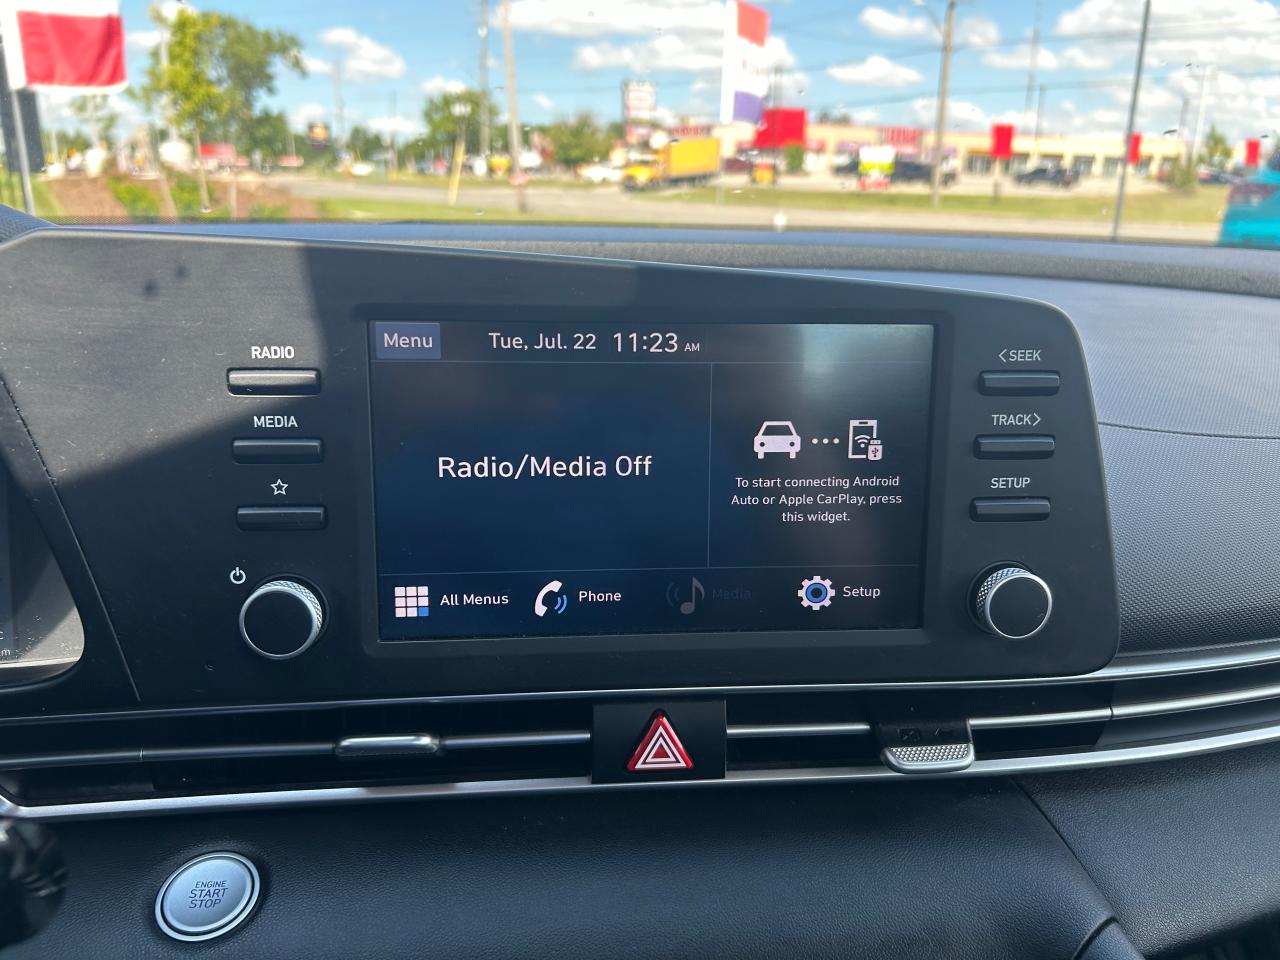 RADIO
MEDIA
Menu
Tue, Jul. 22 11:23 AM
Radio/Media Off
To start connecting Android
Auto or Apple CarPlay, press
this widget.
All Menus
Phone
Media
Setup
<SEEK
TRACK>
SETUP
ENGINE
START
STOP